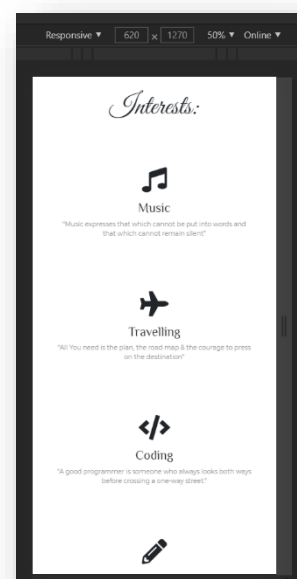 Responsive ▼ 620 x 1270 50% ▼ Online ▼
Interests:
Music
"Music expresses that which cannot be put into words and
that which cannot remain silent"
Travelling
"All You need is the plan, the road map & the courage to press
on the destination"
Coding
"A good programmer is someone who always looks both ways
before crossing a one-way street."